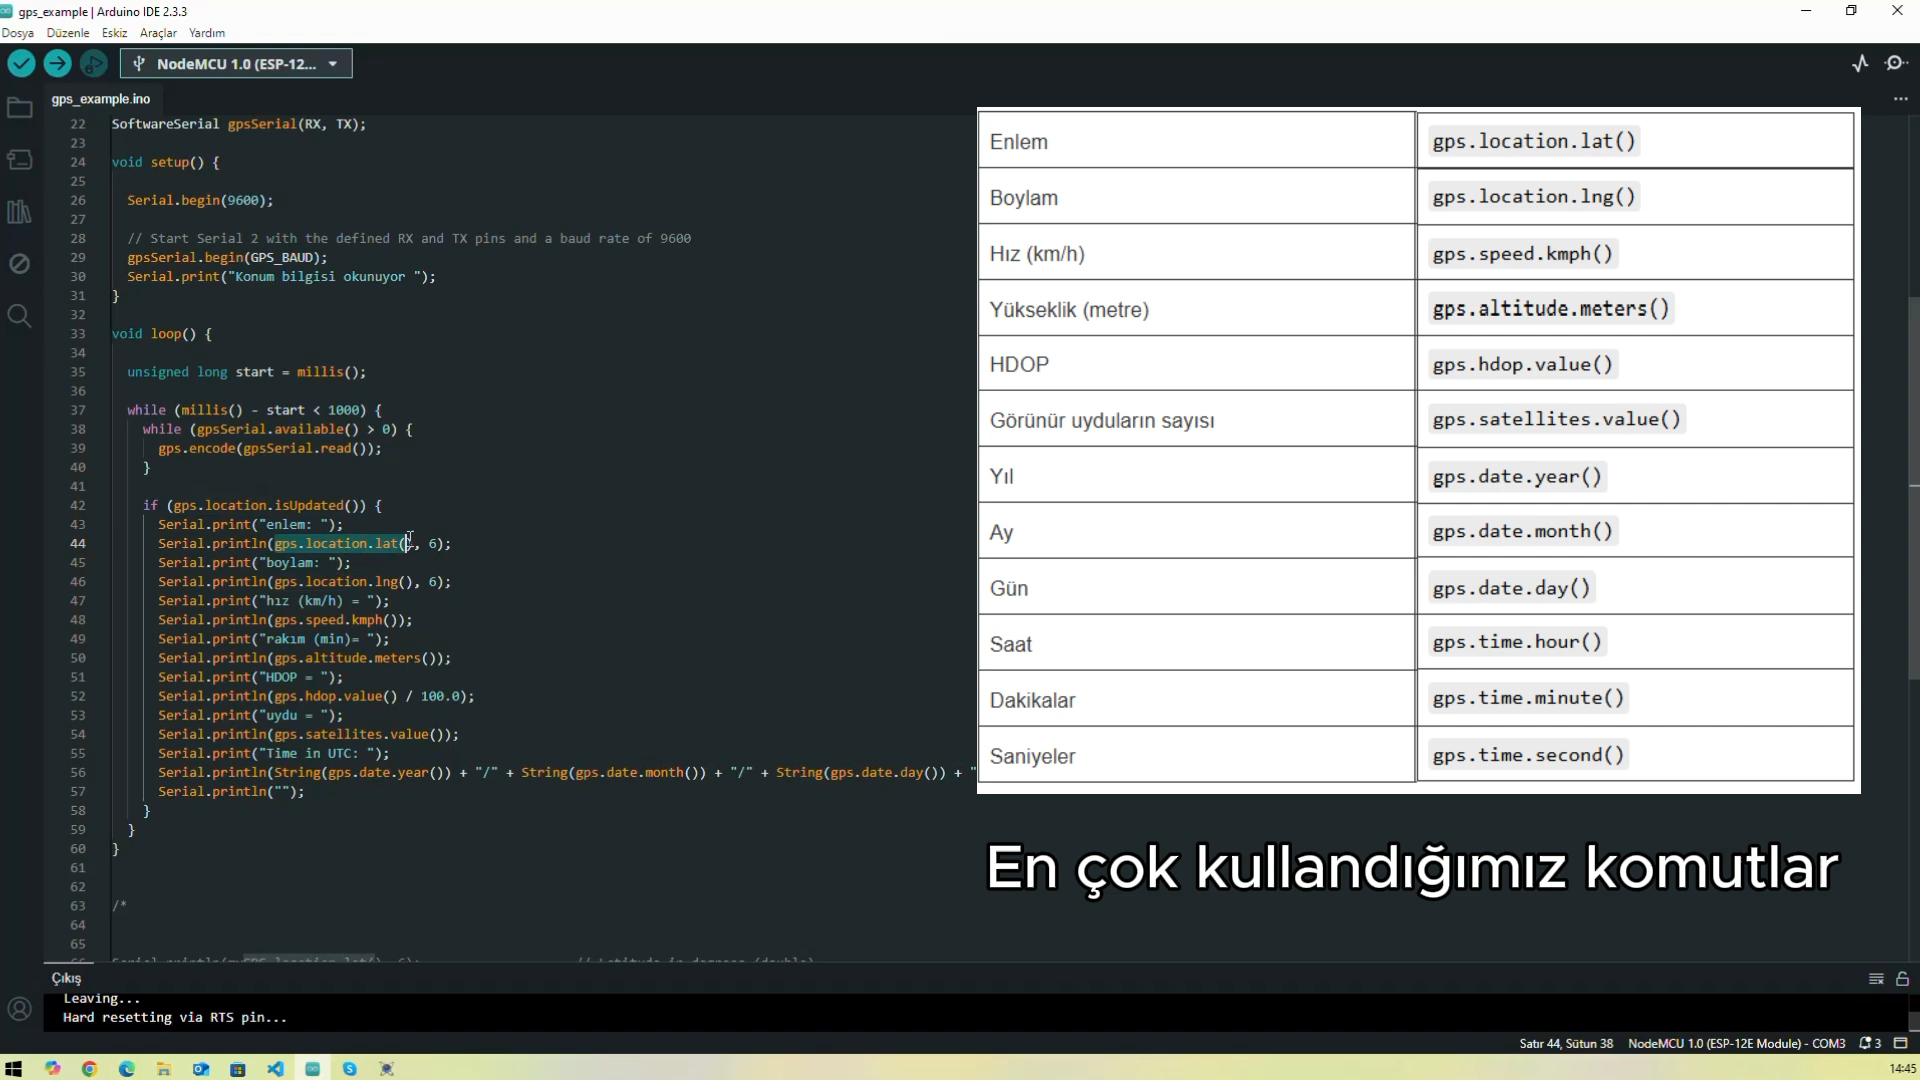 gps_example | Arduino IDE 2.3.3
Dosya Düzenle Eskiz Araçlar Yardım
NodeMCU 1.0 (ESP-12...
gps_example.ino
22 SoftwareSerial gpsSerial(RX, TX);
23
24 void setup() {
25
26 Serial.begin(9600);
27
28 // Start Serial 2 with the defined RX and TX pins and a baud rate of 9600
29 gpsSerial.begin(GPS_BAUD);
30 Serial.print("Konum bilgisi okunuyor ");
31 }
32
33 void loop() {
34
35 unsigned long start = millis();
36
37 while (millis() - start < 1000) {
38 while (gpsSerial.available() > 0) {
39 gps.encode(gpsSerial.read());
40 }
41
42 if (gps.location.isUpdated()) {
43 Serial.print("enlem: ");
44 Serial.println(gps.location.lat(), 6);
45 Serial.print("boylam: ");
46 Serial.println(gps.location.lng(), 6);
47 Serial.print("hız (km/h) = ");
48 Serial.println(gps.speed.kmph());
49 Serial.print("rakım (min)= ");
50 Serial.println(gps.altitude.meters());
51 Serial.print("HDOP = ");
52 Serial.println(gps.hdop.value() / 100.0);
53 Serial.print("uydu = ");
54 Serial.println(gps.satellites.value());
55 Serial.print("Time in UTC: ");
56 Serial.println(String(gps.date.year()) + "/" + String(gps.date.month()) + "/" + String(gps.date.day()) + "
57 Serial.println("");
58 }
59 }
60 }
61
62
63 /*
64
65
Enlem gps.location.lat()
Boylam gps.location.lng()
Hız (km/h) gps.speed.kmph()
Yükseklik (metre) gps.altitude.meters()
HDOP gps.hdop.value()
Görünür uyduların sayısı gps.satellites.value()
Yıl gps.date.year()
Ay gps.date.month()
Gün gps.date.day()
Saat gps.time.hour()
Dakikalar gps.time.minute()
Saniyeler gps.time.second()
En çok kullandığımız komutlar
Çıkış
Leaving...
Hard resetting via RTS pin...
Satır 44, Sütun 38 NodeMCU 1.0 (ESP-12E Module) - COM3 3
14:45